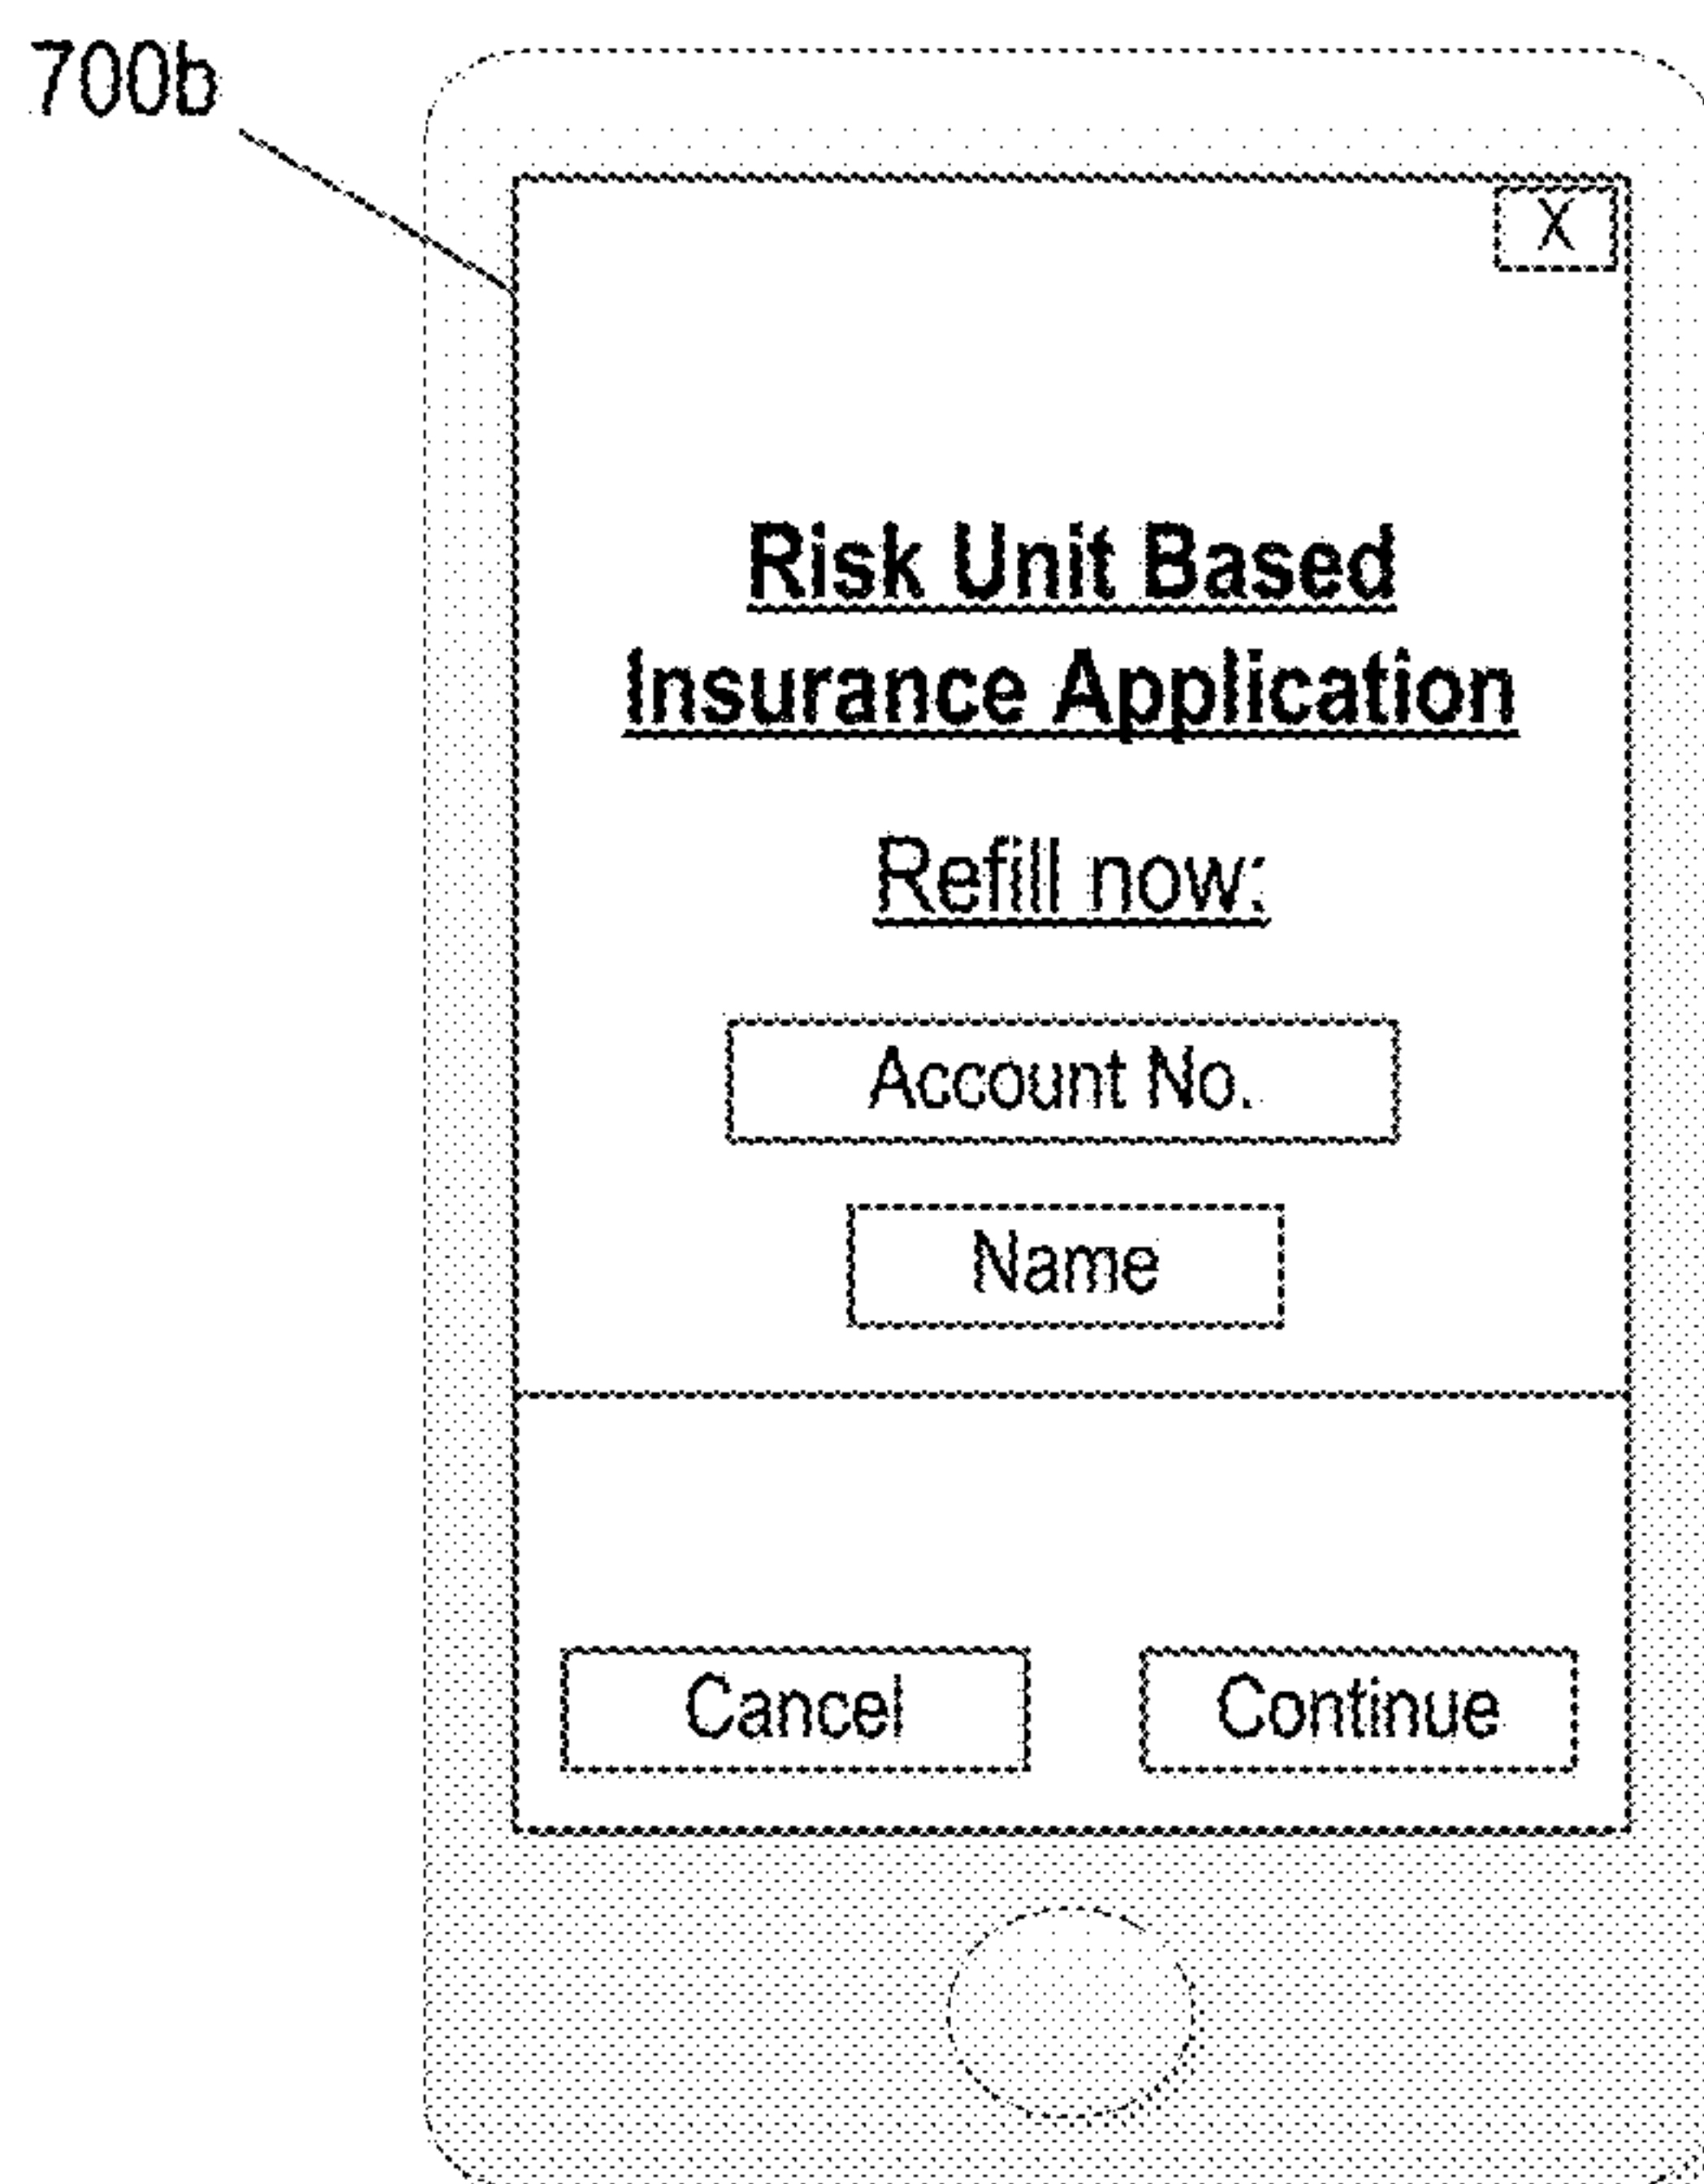 700b
X
Risk Unit Based
Insurance Application
Refill now:
Account No.
Name
Cancel
Continue